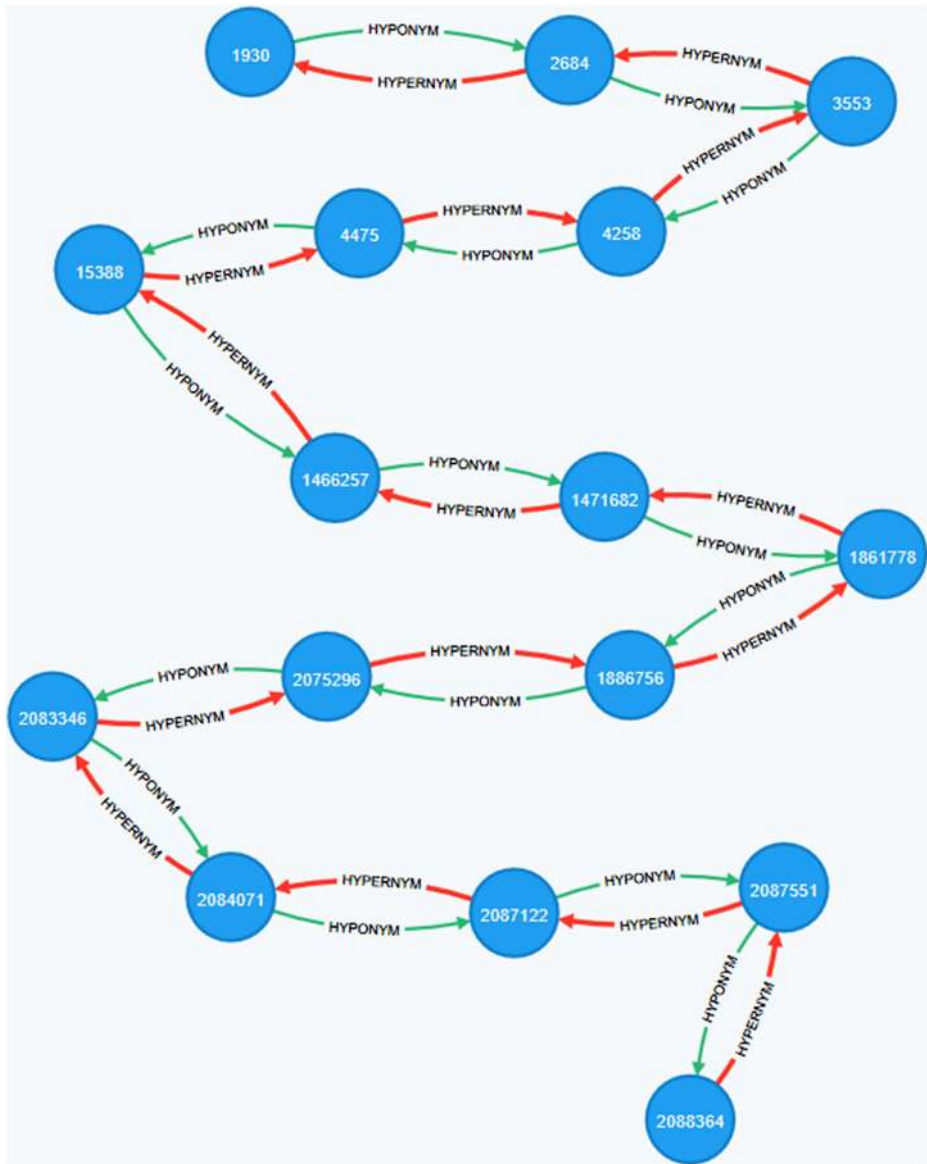 1930
HYPONYM
HYPERNYM
2684
HYPERNYM
HYPONYM
3553
HYPERNYM
HYPONYM
4258
HYPERNYM
HYPONYM
4475
HYPONYM
HYPERNYM
15388
HYPERNYM
HYPONYM
1466257
HYPONYM
HYPERNYM
1471682
HYPERNYM
HYPONYM
1861778
HYPONYM
HYPERNYM
1886756
HYPERNYM
HYPONYM
2075296
HYPONYM
HYPERNYM
2083346
HYPONYM
HYPERNYM
2084071
HYPERNYM
HYPONYM
2087122
HYPONYM
HYPERNYM
2087551
HYPONYM
HYPERNYM
2088364